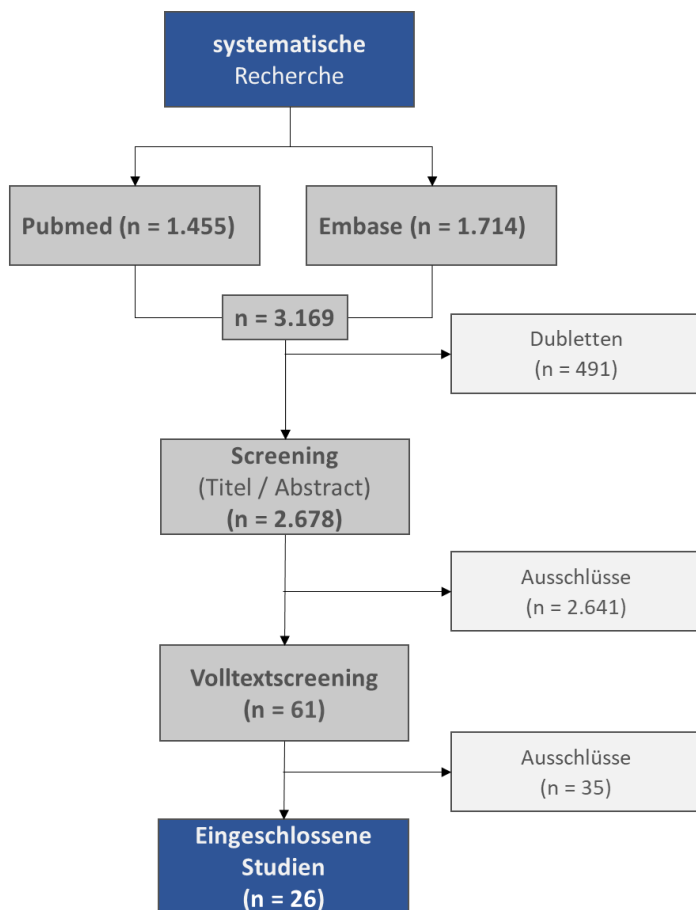 systematische
Recherche
Pubmed (n = 1.455)
Embase (n = 1.714)
n = 3.169
Dubletten
(n = 491)
Screening
(Titel / Abstract)
(n = 2.678)
Ausschlüsse
(n = 2.641)
Volltextscreening
(n = 61)
Ausschlüsse
(n = 35)
Eingeschlossene
Studien
(n = 26)